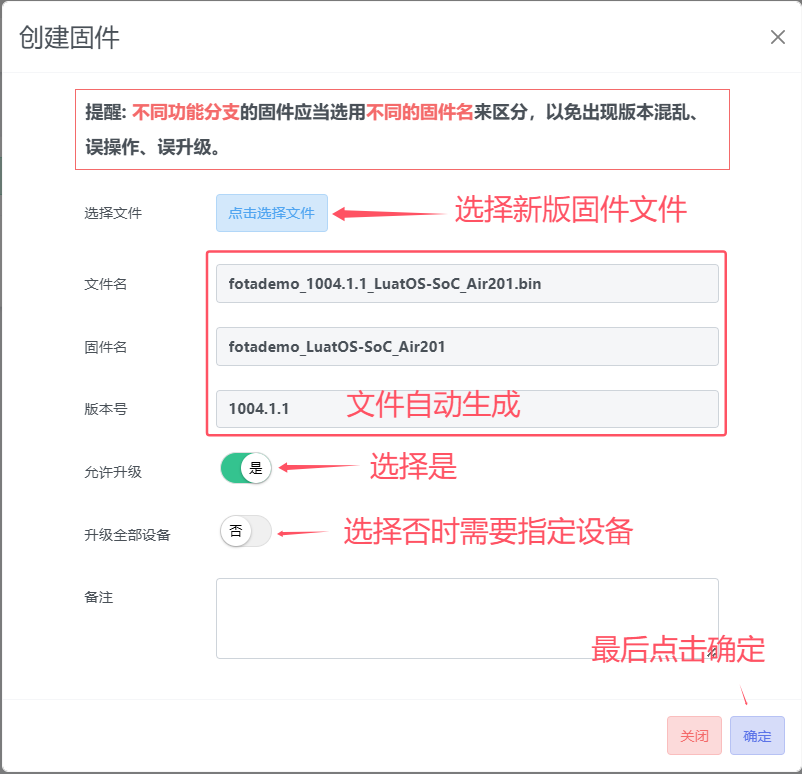 创建固件
提醒: 不同功能分支的固件应当选用不同的固件名来区分，以免出现版本混乱、
误操作、误升级。
选择文件 点击选择文件 选择新版固件文件
文件名 fotademo_1004.1.1_LuatOS-SoC_Air201.bin
固件名 fotademo_LuatOS-SoC_Air201
版本号 1004.1.1 文件自动生成
允许升级 是 选择是
升级全部设备 否 选择否时需要指定设备
备注
最后点击确定
关闭 确定